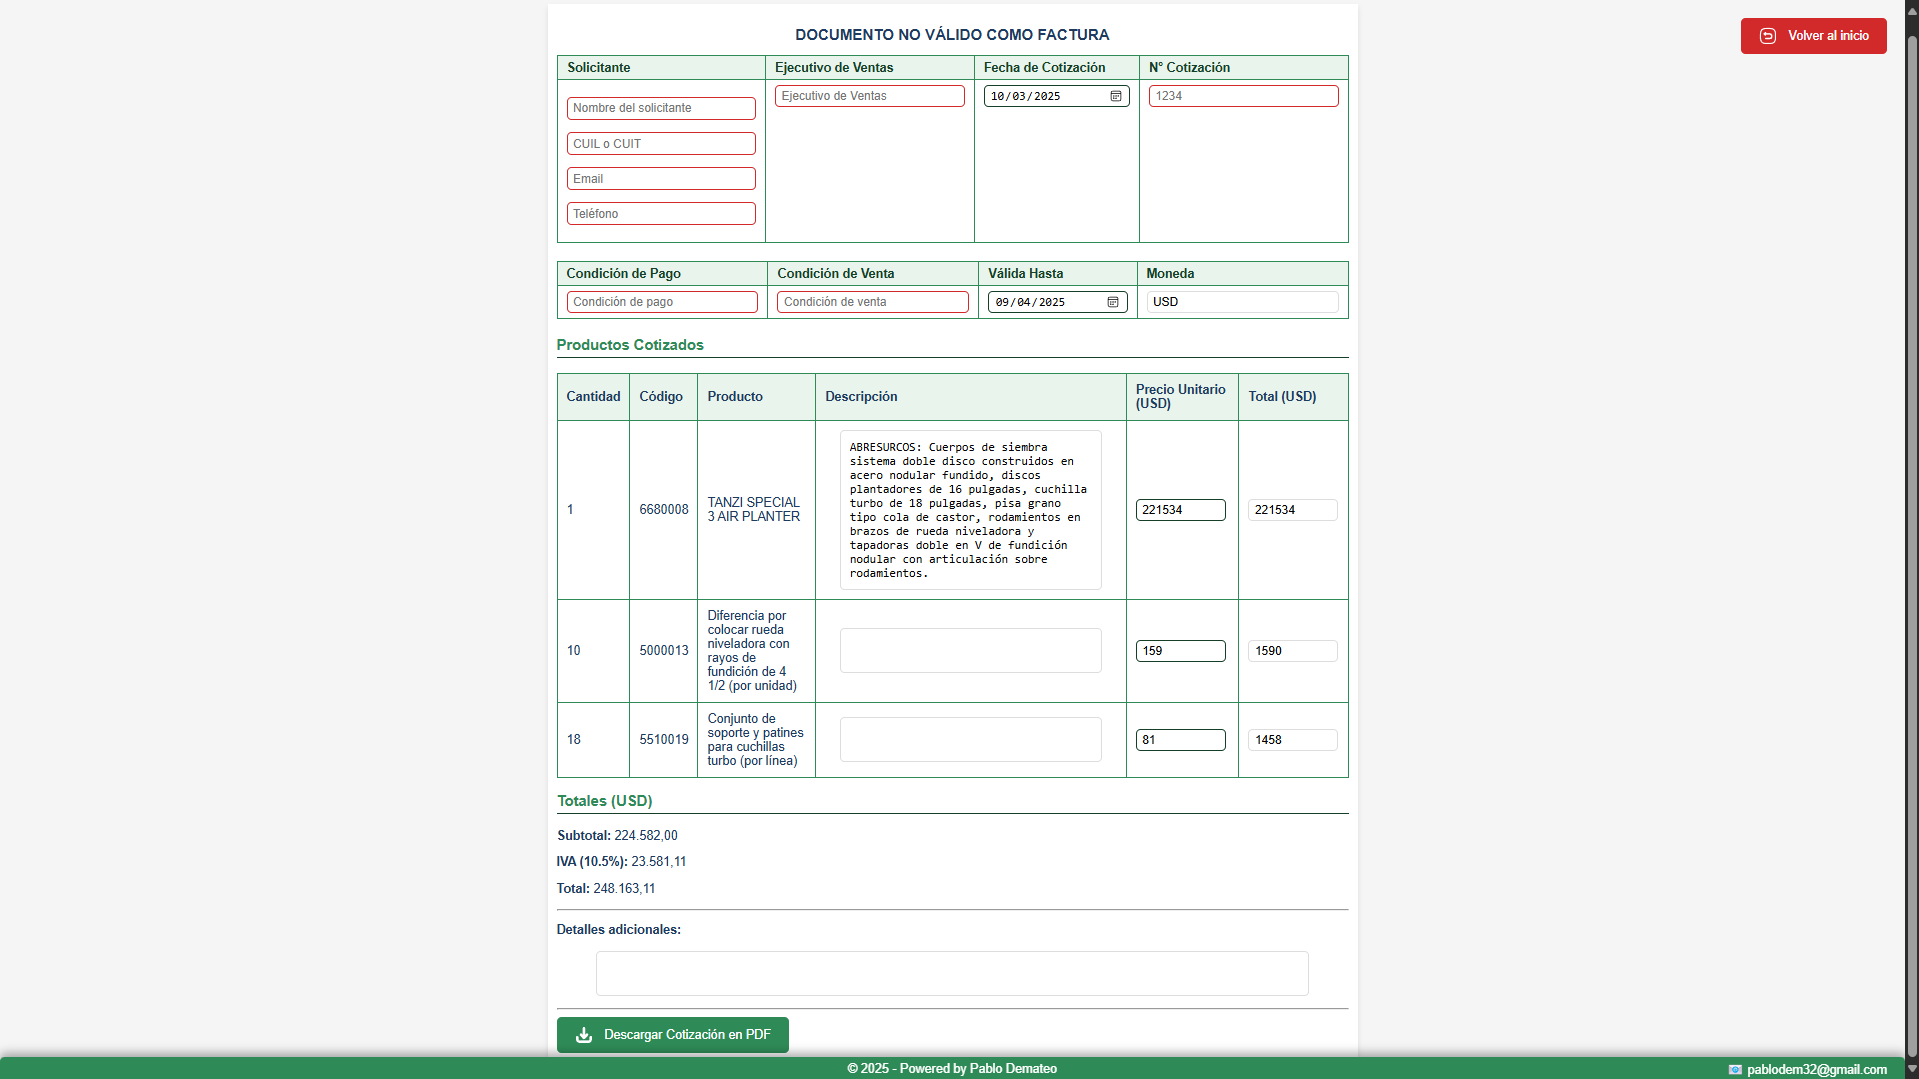 DOCUMENTO NO VÁLIDO COMO FACTURA
Volver al inicio
Solicitante
Ejecutivo de Ventas
Fecha de Cotización
N° Cotización
Nombre del solicitante
CUIL o CUIT
Email
Teléfono
Ejecutivo de Ventas
10/03/2025
1234
Condición de Pago
Condición de Venta
Válida Hasta
Moneda
Condición de pago
Condición de venta
09/04/2025
USD
Productos Cotizados
Cantidad
Código
Producto
Descripción
Precio Unitario
(USD)
Total (USD)
1
6680008
TANZI SPECIAL
3 AIR PLANTER
ABRESURCOS: Cuerpos de siembra
sistema doble disco construidos en
acero nodular fundido, discos
plantadores de 16 pulgadas, cuchilla
turbo de 18 pulgadas, pisa grano
tipo cola de castor, rodamientos en
brazos de rueda niveladora y
tapadoras doble en V de fundición
nodular con articulación sobre
rodamientos.
221534
221534
10
5000013
Diferencia por
colocar rueda
niveladora con
rayos de
fundición de 4
1/2 (por unidad)
159
1590
18
5510019
Conjunto de
soporte y patines
para cuchillas
turbo (por línea)
81
1458
Totales (USD)
Subtotal: 224.582,00
IVA (10.5%): 23.581,11
Total: 248.163,11
Detalles adicionales:
Descargar Cotización en PDF
© 2025 - Powered by Pablo Demateo
pablodem32@gmail.com